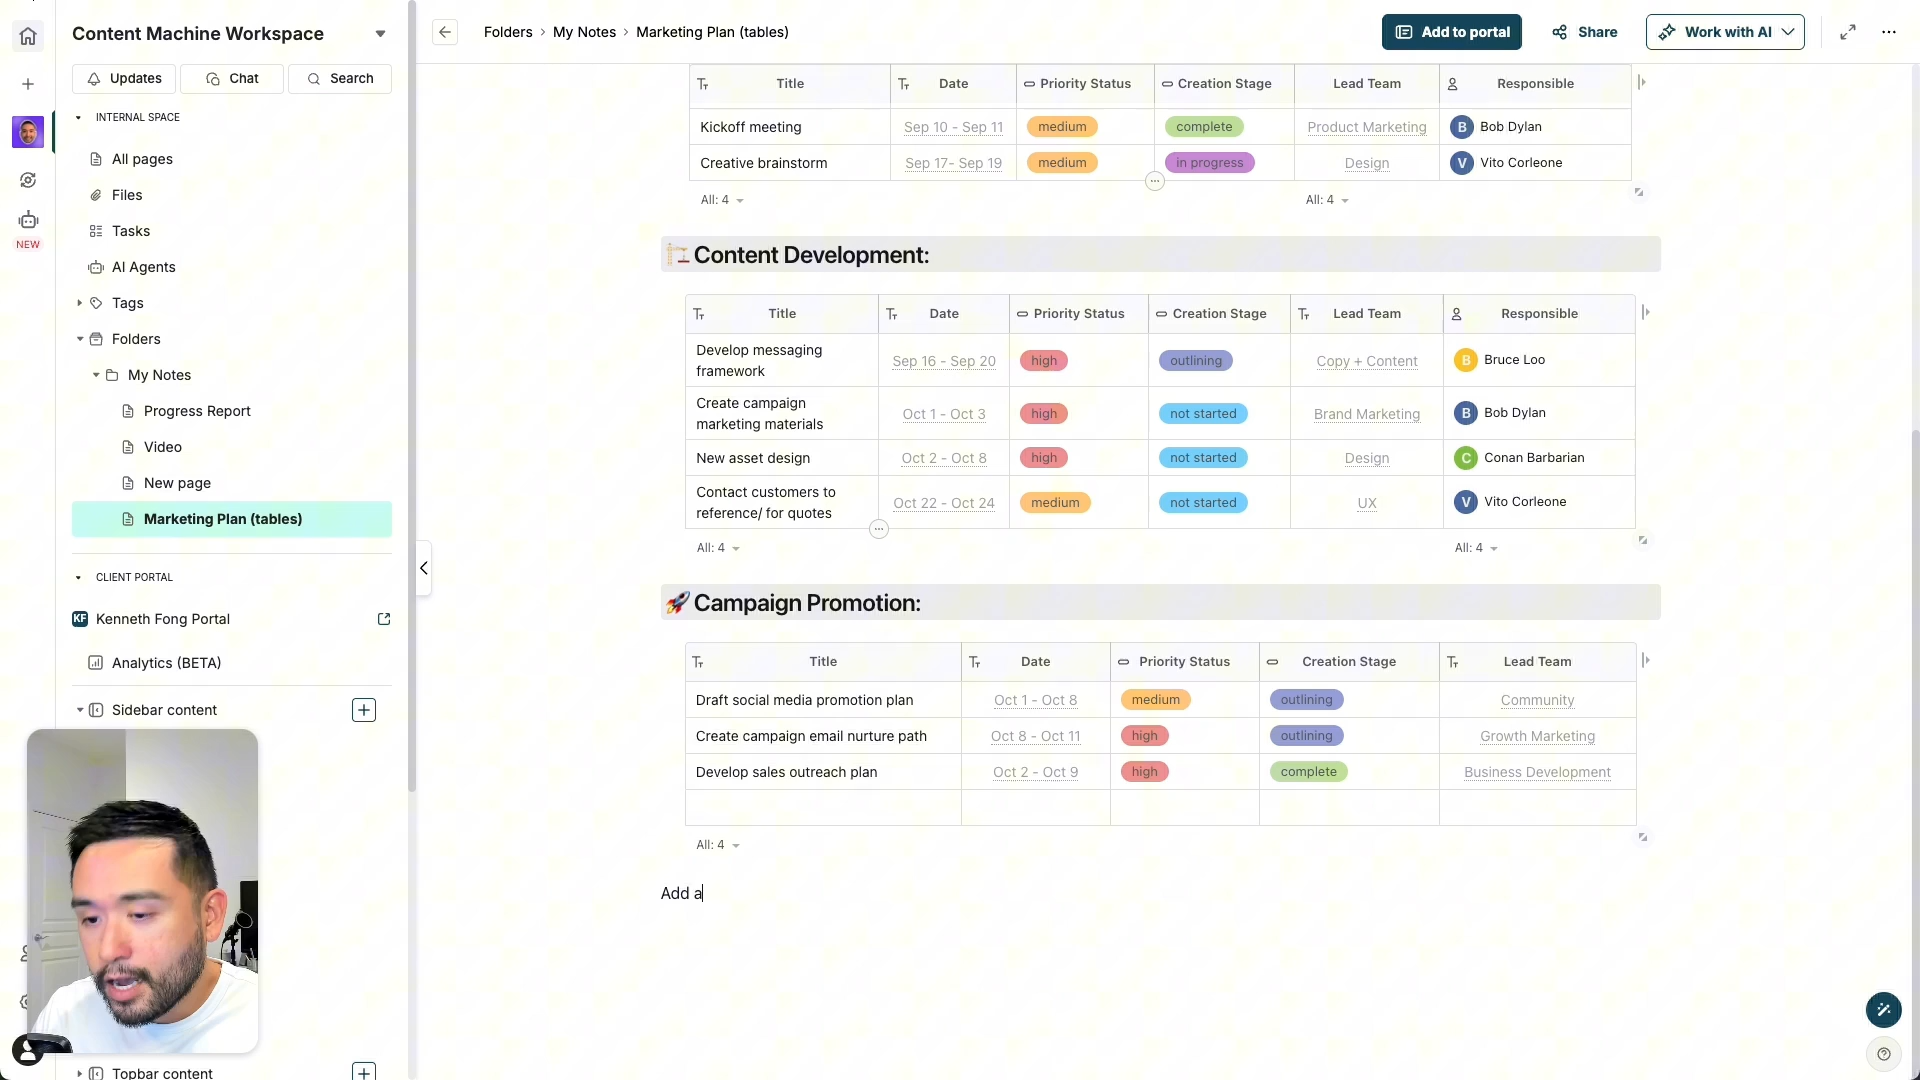 Content Machine Workspace
Updates
Chat
Search
INTERNAL SPACE
All pages
Files
Tasks
AI Agents
Tags
Folders
My Notes
Progress Report
Video
New page
Marketing Plan (tables)
CLIENT PORTAL
KF Kenneth Fong Portal
Analytics (BETA)
Sidebar content
Topbar content
NEW
Folders › My Notes › Marketing Plan (tables)
Add to portal
Share
Work with AI
Title Date Priority Status Creation Stage Lead Team Responsible
Kickoff meeting Sep 10 - Sep 11 medium complete Product Marketing B Bob Dylan
Creative brainstorm Sep 17- Sep 19 medium in progress Design V Vito Corleone
All: 4 All: 4
Content Development:
Title Date Priority Status Creation Stage Lead Team Responsible
Develop messaging
framework Sep 16 - Sep 20 high outlining Copy + Content B Bruce Loo
Create campaign
marketing materials Oct 1 - Oct 3 high not started Brand Marketing B Bob Dylan
New asset design Oct 2 - Oct 8 high not started Design C Conan Barbarian
Contact customers to
reference/ for quotes Oct 22 - Oct 24 medium not started UX V Vito Corleone
All: 4 All: 4
🚀 Campaign Promotion:
Title Date Priority Status Creation Stage Lead Team
Draft social media promotion plan Oct 1 - Oct 8 medium outlining Community
Create campaign email nurture path Oct 8 - Oct 11 high outlining Growth Marketing
Develop sales outreach plan Oct 2 - Oct 9 high complete Business Development
All: 4
Add a